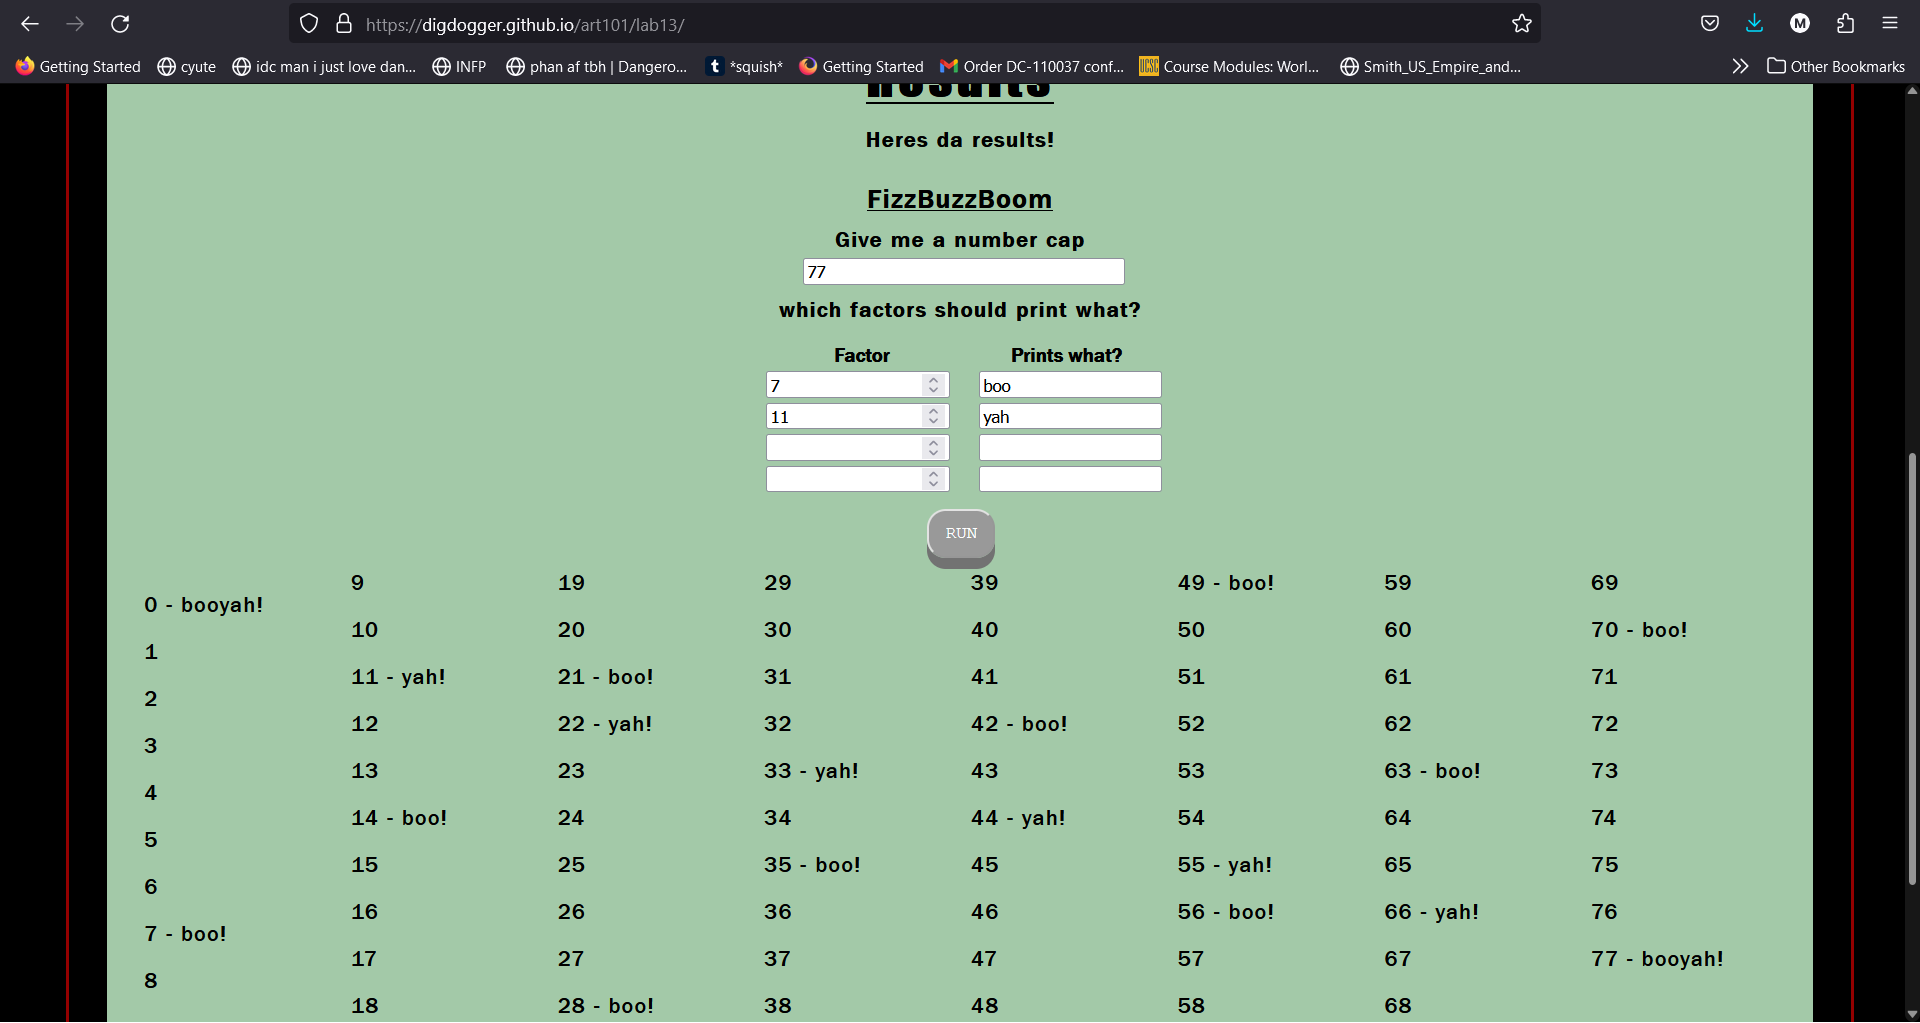 https://digdogger.github.io/art101/lab13/
M
Getting Started
cyute
idc man i just love dan...
INFP
phan af tbh | Dangero...
t
*squish*
Getting Started
Order DC-110037 conf...
UCSC
Course Modules: Worl...
Smith_US_Empire_and...
Other Bookmarks
Results
Heres da results!
FizzBuzzBoom
Give me a number cap
77
which factors should print what?
Factor
Prints what?
7
boo
11
yah
RUN
0 - booyah!
1
2
3
4
5
6
7 - boo!
8
9
10
11 - yah!
12
13
14 - boo!
15
16
17
18
19
20
21 - boo!
22 - yah!
23
24
25
26
27
28 - boo!
29
30
31
32
33 - yah!
34
35 - boo!
36
37
38
39
40
41
42 - boo!
43
44 - yah!
45
46
47
48
49 - boo!
50
51
52
53
54
55 - yah!
56 - boo!
57
58
59
60
61
62
63 - boo!
64
65
66 - yah!
67
68
69
70 - boo!
71
72
73
74
75
76
77 - booyah!